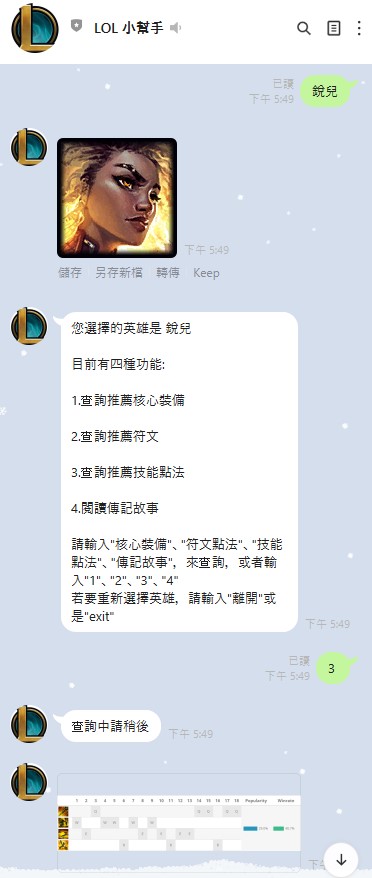 LOL 小幫手
已讀
下午 5:49
銳兒
下午 5:49
儲存 另存新檔 轉傳 Keep
您選擇的英雄是 銳兒
目前有四種功能:
1.查詢推薦核心裝備
2.查詢推薦符文
3.查詢推薦技能點法
4.閱讀傳記故事
請輸入"核心裝備"、"符文點法"、"技能
點法"、"傳記故事"，來查詢，或者輸
入"1"、"2"、"3"、"4"
若要重新選擇英雄，請輸入"離開"或
是"exit"
下午 5:49
已讀
下午 5:49
3
查詢中請稍後
下午 5:49
1 2 3 4 5 6 7 8 9 10 11 12 13 14 15 16 17 18 Popularity Winrate